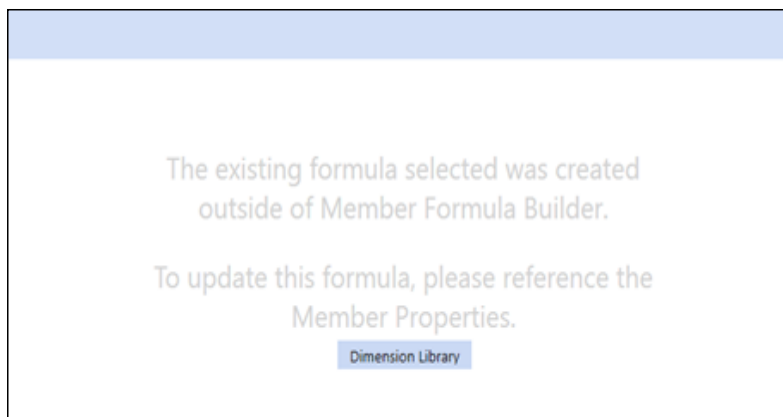 The existing formula selected was created
outside of Member Formula Builder.
To update this formula, please reference the
Member Properties.
Dimension Library